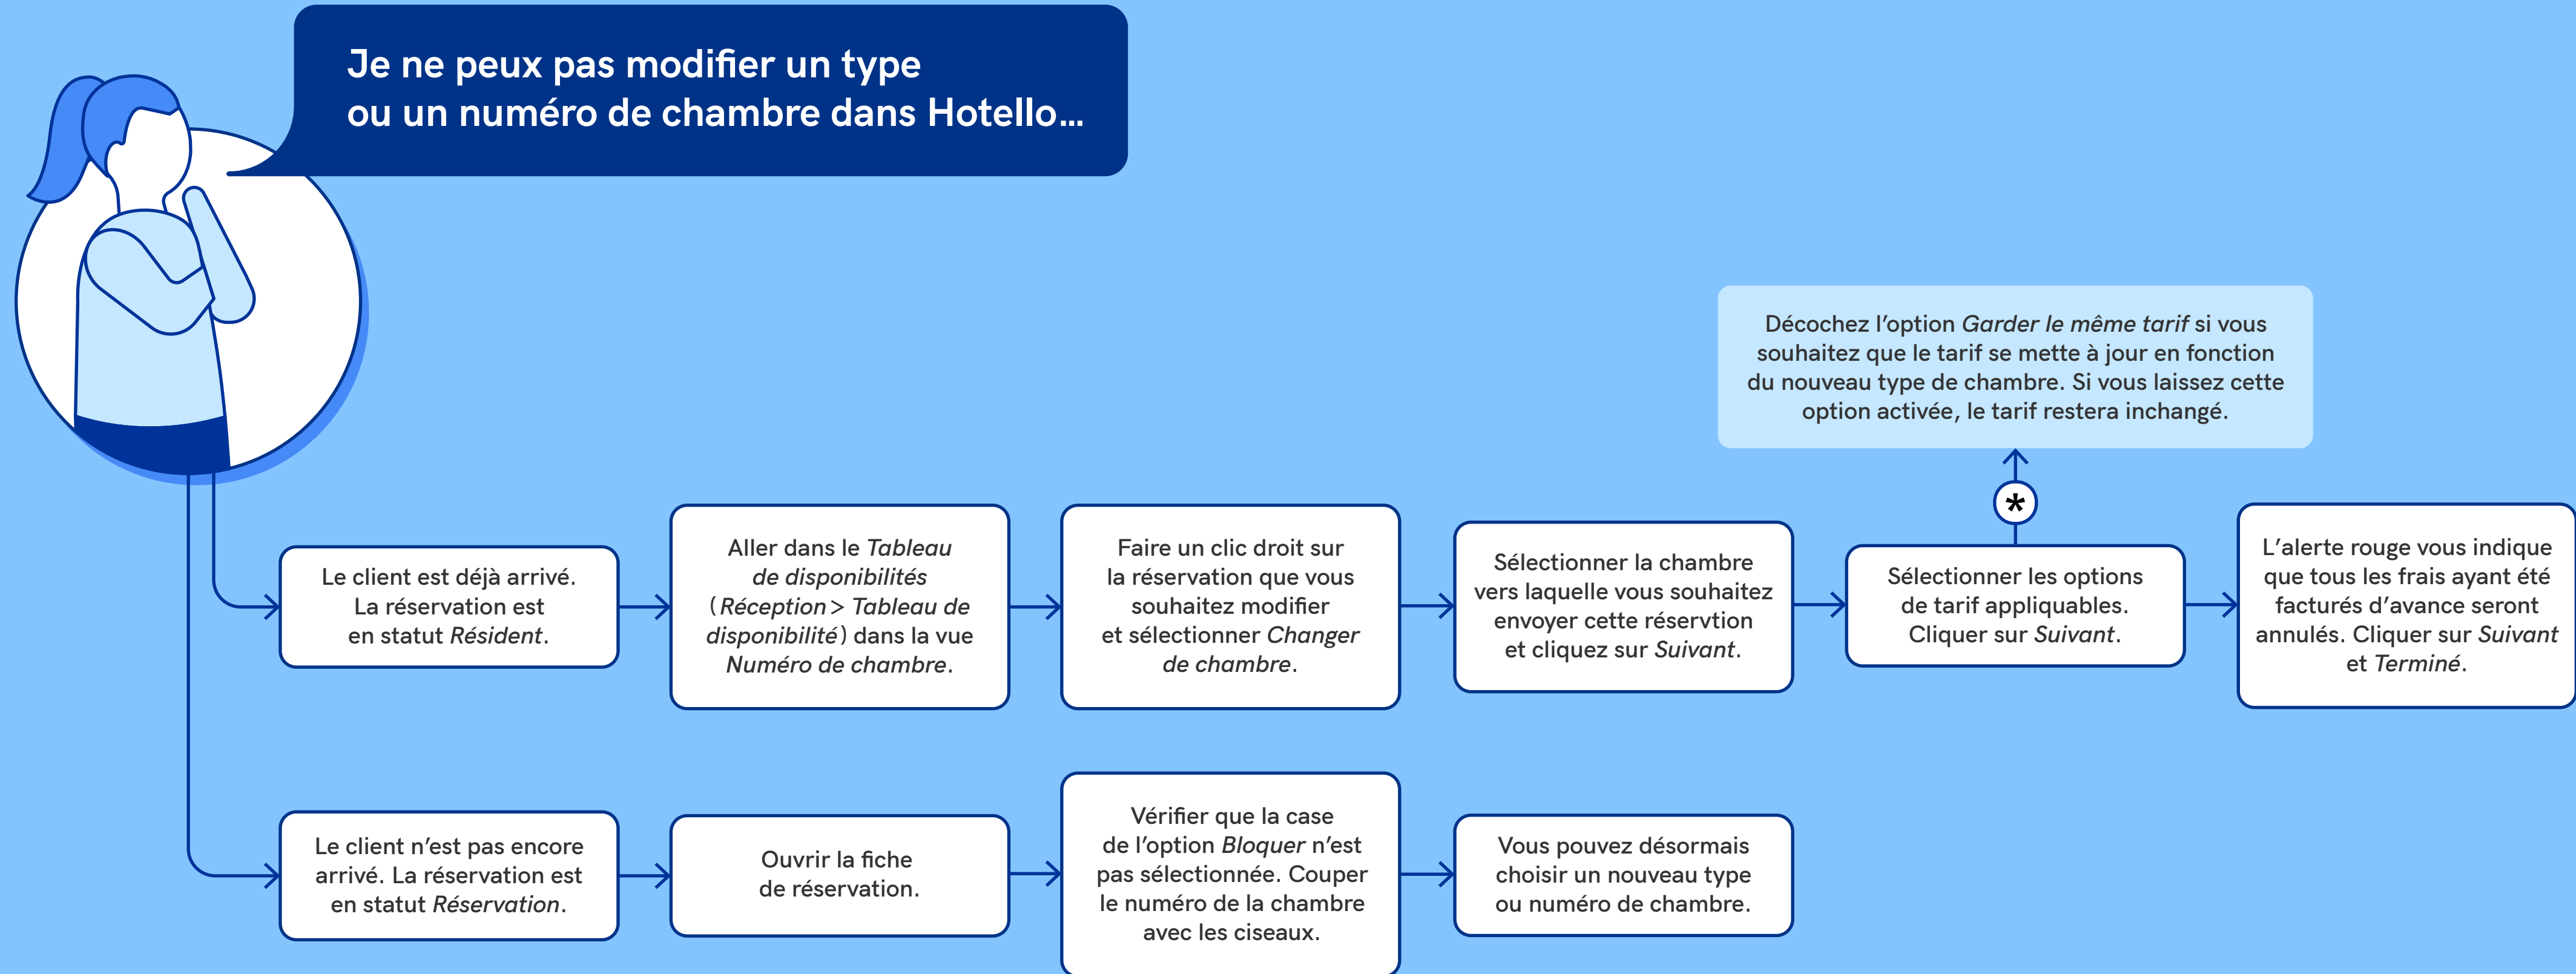 Je ne peux pas modifier un type
ou un numéro de chambre dans Hotello...
Décochez l’option Garder le même tarif si vous
souhaitez que le tarif se mette à jour en fonction
du nouveau type de chambre. Si vous laissez cette
option activée, le tarif restera inchangé.
*
Le client est déjà arrivé.
La réservation est
en statut Résident.
Aller dans le Tableau
de disponibilités
(Réception > Tableau de
disponibilité) dans la vue
Numéro de chambre.
Faire un clic droit sur
la réservation que vous
souhaitez modifier
et sélectionner Changer
de chambre.
Sélectionner la chambre
vers laquelle vous souhaitez
envoyer cette réservtion
et cliquez sur Suivant.
Sélectionner les options
de tarif appliquables.
Cliquer sur Suivant.
L’alerte rouge vous indique
que tous les frais ayant été
facturés d’avance seront
annulés. Cliquer sur Suivant
et Terminé.
Le client n’est pas encore
arrivé. La réservation est
en statut Réservation.
Ouvrir la fiche
de réservation.
Vérifier que la case
de l’option Bloquer n’est
pas sélectionnée. Couper
le numéro de la chambre
avec les ciseaux.
Vous pouvez désormais
choisir un nouveau type
ou numéro de chambre.